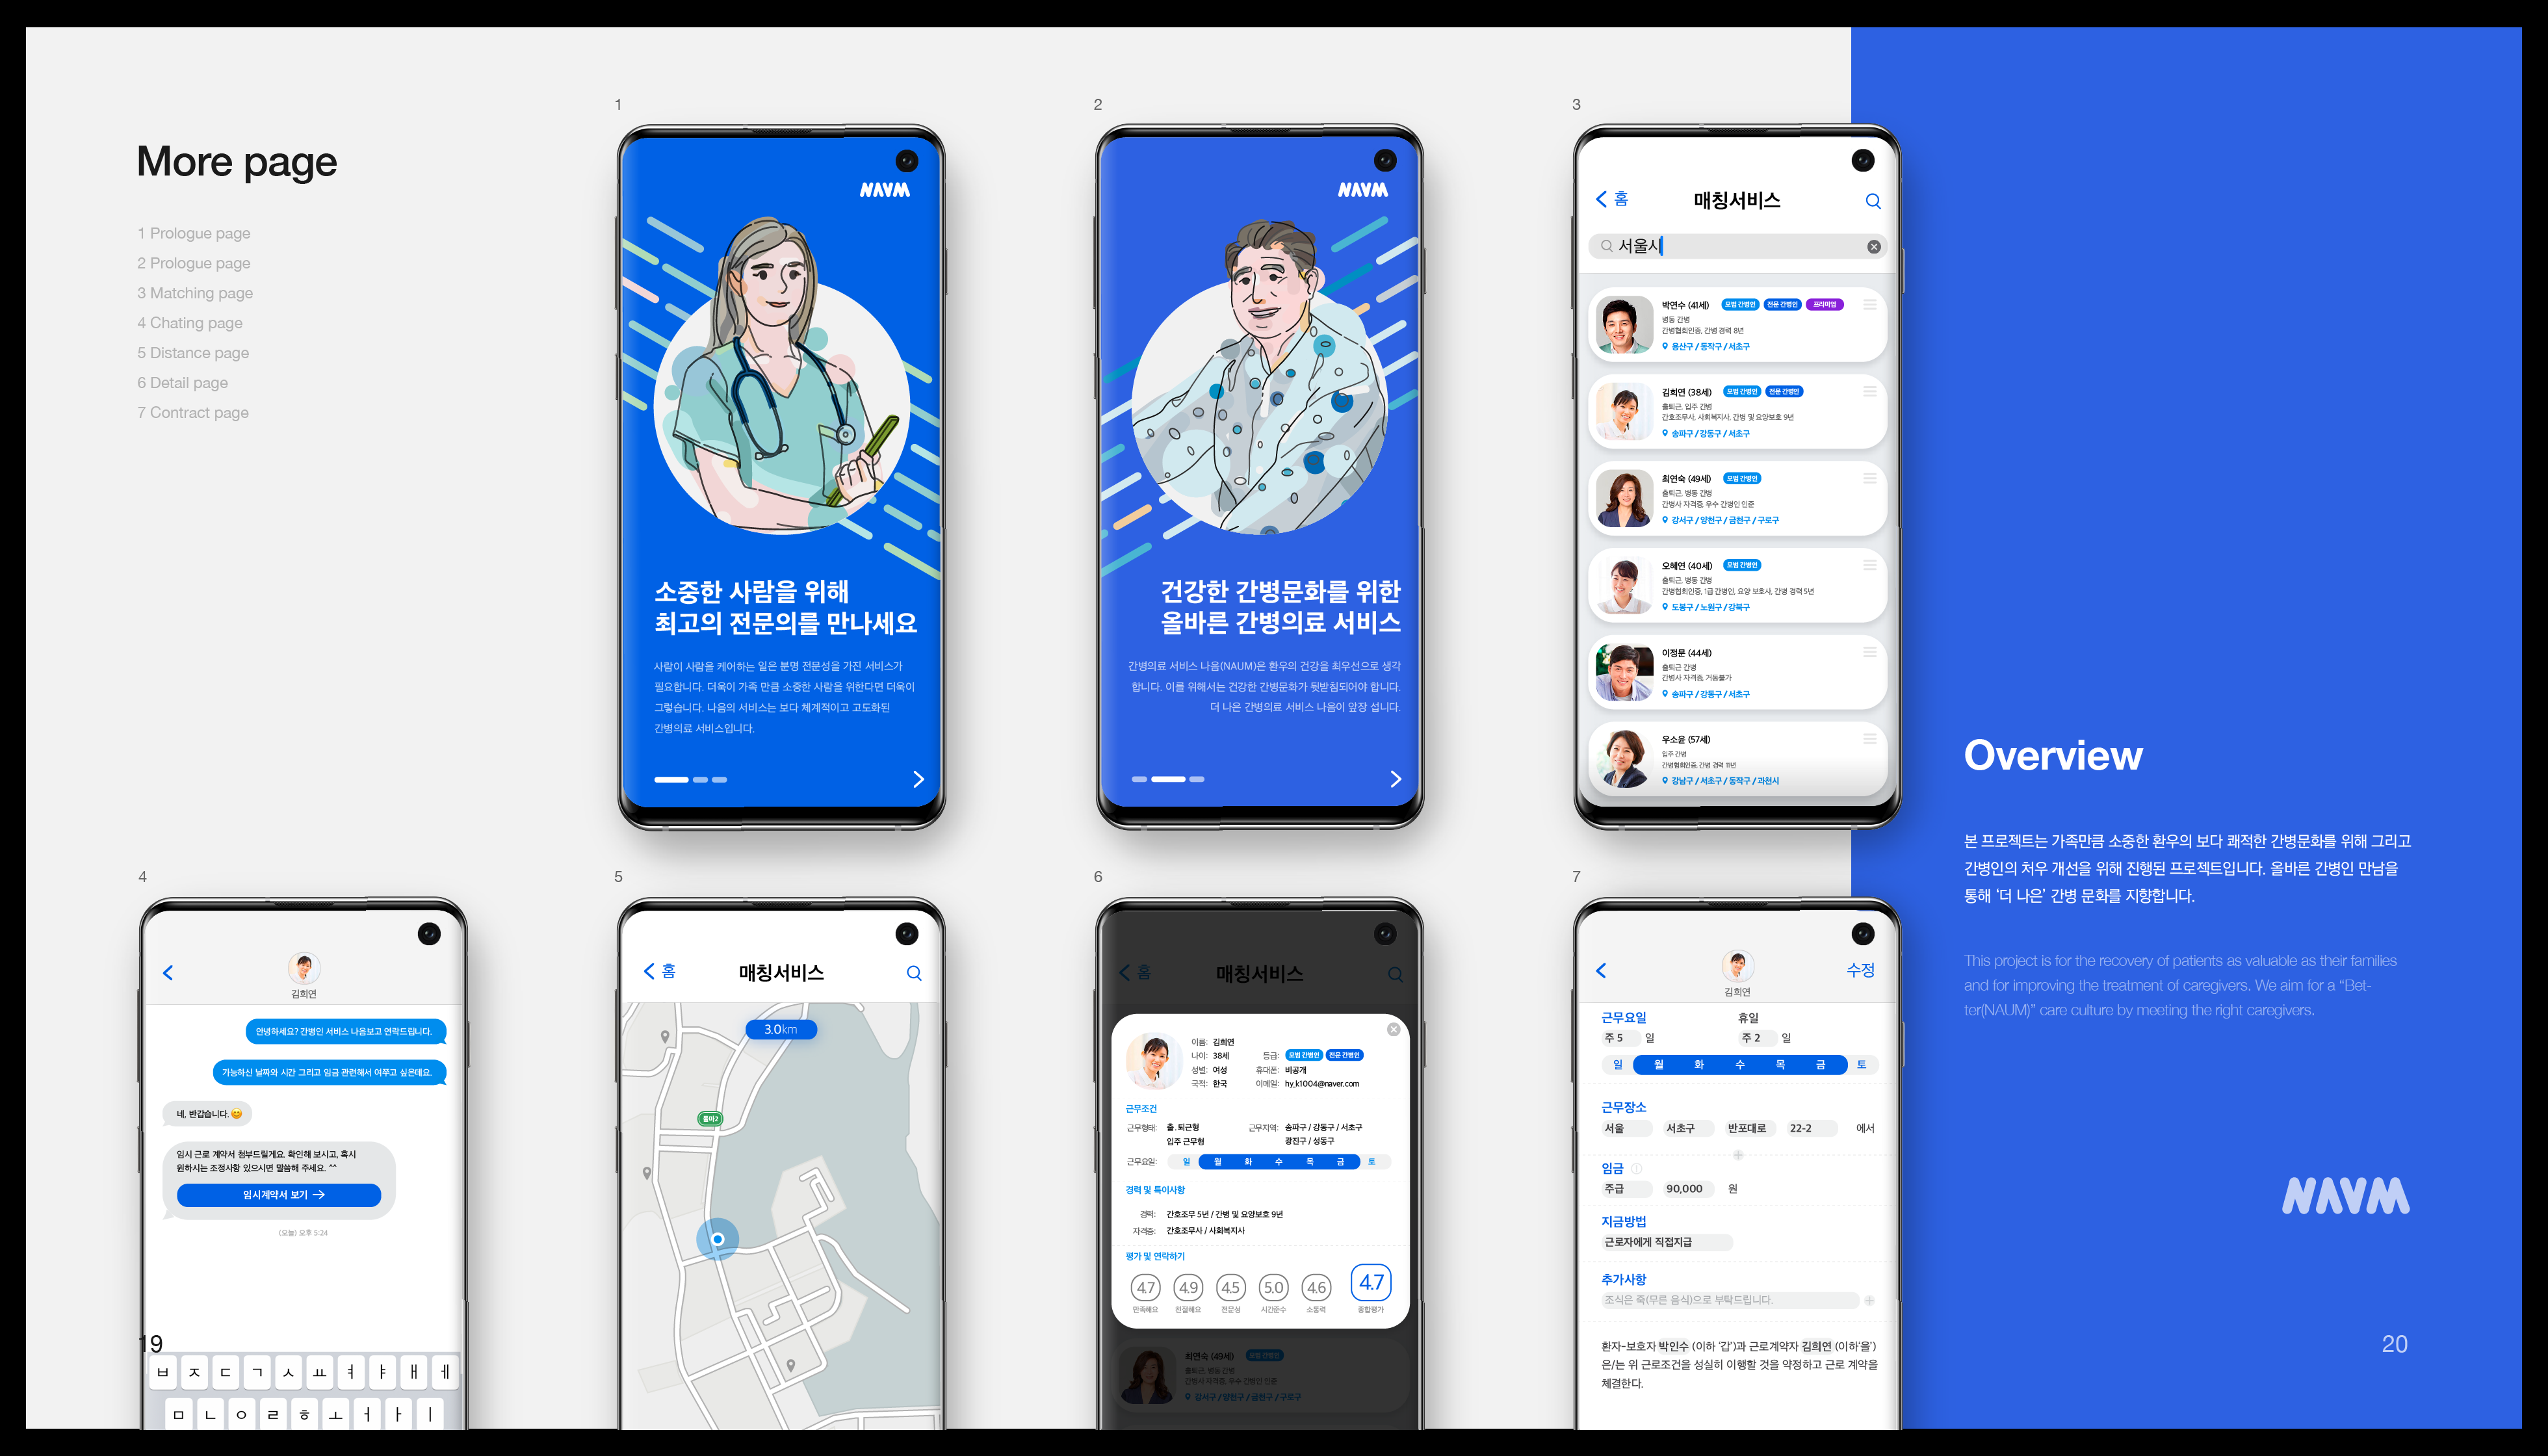 More page
1 Prologue page
2 Prologue page
3 Matching page
4 Chating page
5 Distance page
6 Detail page
7 Contract page
1
NAVM
소중한 사람을 위해
최고의 전문의를 만나세요
사람이 사람을 케어하는 일은 분명 전문성을 가진 서비스가
필요합니다. 더욱이 가족 만큼 소중한 사람을 위한다면 더욱이
그렇습니다. 나음의 서비스는 보다 체계적이고 고도화된
간병의료 서비스입니다.
2
NAVM
건강한 간병문화를 위한
올바른 간병의료 서비스
간병의료 서비스 나음(NAUM)은 환우의 건강을 최우선으로 생각
합니다. 이를 위해서는 건강한 간병문화가 뒷받침되어야 합니다.
더 나은 간병의료 서비스 나음이 앞장 섭니다.
3
홈 매칭서비스
서울시
박연수 (41세) 모범 간병인 전문 간병인 프리미엄
병동 간병
간병협회인증, 간병 경력 8년
용산구 / 동작구 / 서초구
김희연 (38세) 모범 간병인 전문 간병인
출퇴근, 입주 간병
간호조무사, 사회복지사, 간병 및 요양보호 9년
송파구 / 강동구 / 서초구
최연숙 (49세) 모범 간병인
출퇴근, 병동 간병
간병사 자격증, 우수 간병인 인준
강서구 / 양천구 / 금천구 / 구로구
오혜연 (40세) 모범 간병인
출퇴근, 병동 간병
간병협회인증, 1급 간병인, 요양 보호사, 간병 경력 5년
도봉구 / 노원구 / 강북구
이정문 (44세)
출퇴근 간병
간병사 자격증, 거동불가
송파구 / 강동구 / 서초구
우소윤 (57세)
입주 간병
간병협회인증, 간병 경력 11년
강남구 / 서초구 / 동작구 / 과천시
4
김희연
안녕하세요? 간병인 서비스 나음보고 연락드립니다.
가능하신 날짜와 시간 그리고 임금 관련해서 여쭈고 싶은데요.
네, 반갑습니다.😊
임시 근로 계약서 첨부드릴게요. 확인해 보시고, 혹시
원하시는 조정사항 있으시면 말씀해 주세요. ^^
임시계약서 보기 →
(오늘) 오후 5:24
19
ㅂ ㅈ ㄷ ㄱ ㅅ ㅛ ㅕ ㅑ ㅐ ㅔ
ㅁ ㄴ ㅇ ㄹ ㅎ ㅗ ㅓ ㅏ ㅣ
5
홈 매칭서비스
3.0km
돌마2
6
홈 매칭서비스
이름: 김희연
나이: 38세 등급: 모범 간병인 전문 간병인
성별: 여성 휴대폰: 비공개
국적: 한국 이메일: hy_k1004@naver.com
근무조건
근무형태: 출.퇴근형 근무지역: 송파구 / 강동구 / 서초구
입주 근무형 광진구 / 성동구
근무요일: 일 월 화 수 목 금 토
경력 및 특이사항
경력: 간호조무 5년 / 간병 및 요양보호 9년
자격증: 간호조무사 / 사회복지사
평가 및 연락하기
4.7 4.9 4.5 5.0 4.6 4.7
만족해요 친절해요 전문성 시간준수 소통력 종합평가
최연숙 (49세) 모범 간병인
출퇴근, 병동 간병
간병사 자격증, 우수 간병인 인준
강서구 / 양천구 / 금천구 / 구로구
7
김희연 수정
근무요일 휴일
주 5 일 주 2 일
일 월 화 수 목 금 토
근무장소
서울 서초구 반포대로 22-2 에서
임금
주급 90,000 원
지급방법
근로자에게 직접지급
추가사항
조식은 죽(무른 음식)으로 부탁드립니다.
환자-보호자 박인수 (이하 ‘갑’)과 근로계약자 김희연 (이하‘을’)
은/는 위 근로조건을 성실히 이행할 것을 약정하고 근로 계약을
체결한다.
Overview
본 프로젝트는 가족만큼 소중한 환우의 보다 쾌적한 간병문화를 위해 그리고
간병인의 처우 개선을 위해 진행된 프로젝트입니다. 올바른 간병인 만남을
통해 ‘더 나은’ 간병 문화를 지향합니다.
This project is for the recovery of patients as valuable as their families
and for improving the treatment of caregivers. We aim for a “Bet-
ter(NAUM)” care culture by meeting the right caregivers.
NAVM
20